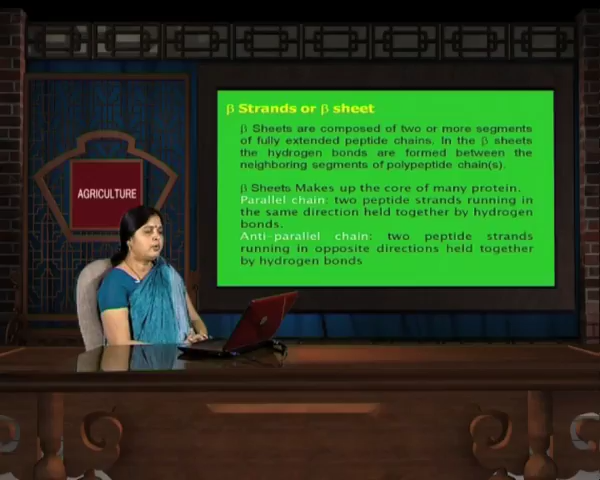 β Strands or β sheet
β Sheets are composed of two or more segments
of fully extended peptide chains. In the β sheets
the hydrogen bonds are formed between the
neighboring segments of polypeptide chain(s).
β Sheets Makes up the core of many protein.
Parallel chain: two peptide strands running in
the same direction held together by hydrogen
bonds.
Anti-parallel chain: two peptide strands
running in opposite directions held together
by hydrogen bonds
AGRICULTURE